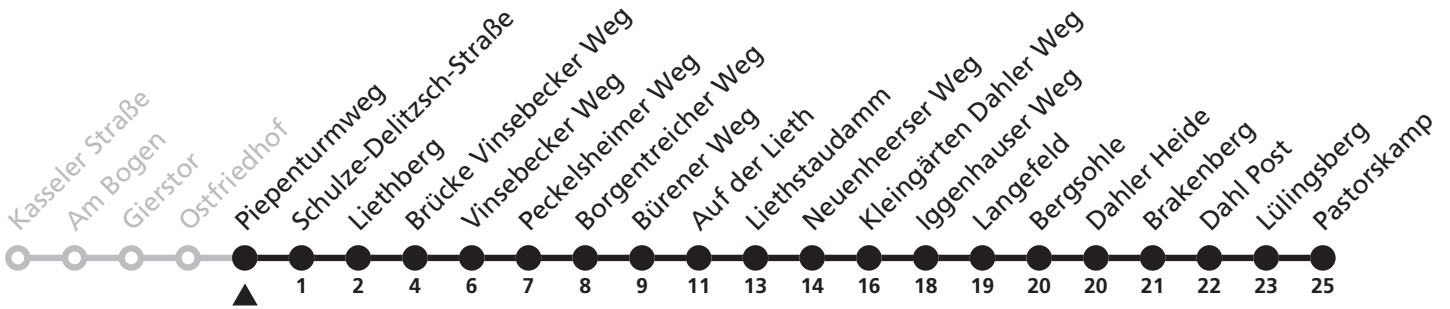 Kasseler Straße
Am Bogen
Gierstor
Ostfriedhof
Piepenturmweg
Schulze-Delitzsch-Straße
Liethberg
Brücke Vinsebecker Weg
Vinsebecker Weg
Peckelsheimer Weg
Borgentreicher Weg
Bürener Weg
Auf der Lieth
Liethstaudamm
Neuenheerser Weg
Kleingärten Dahler Weg
Iggenhauser Weg
Langefeld
Bergsohle
Dahler Heide
Brakenberg
Dahl Post
Lüllingsberg
Pastorskamp
1 2 4 6 7 8 9 11 13 14 16 18 19 20 20 21 22 23 25